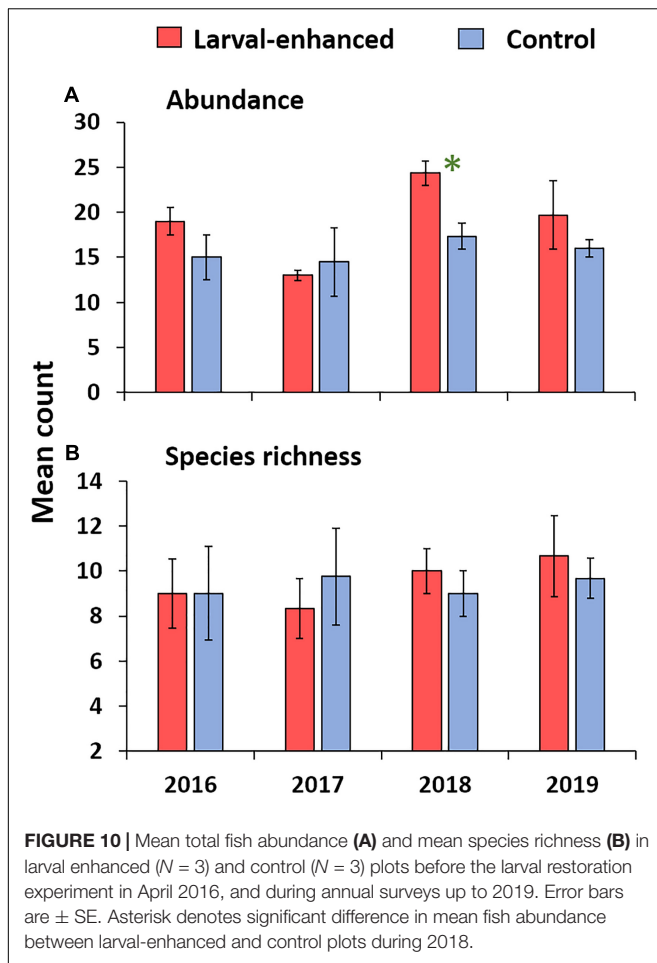 Larval-enhanced Control
A Abundance
30
25
*
20
15
10
5
0
Mean count
B Species richness
14
12
10
8
6
4
2
2016 2017 2018 2019
FIGURE 10 | Mean total fish abundance (A) and mean species richness (B) in
larval enhanced (N = 3) and control (N = 3) plots before the larval restoration
experiment in April 2016, and during annual surveys up to 2019. Error bars
are ± SE. Asterisk denotes significant difference in mean fish abundance
between larval-enhanced and control plots during 2018.